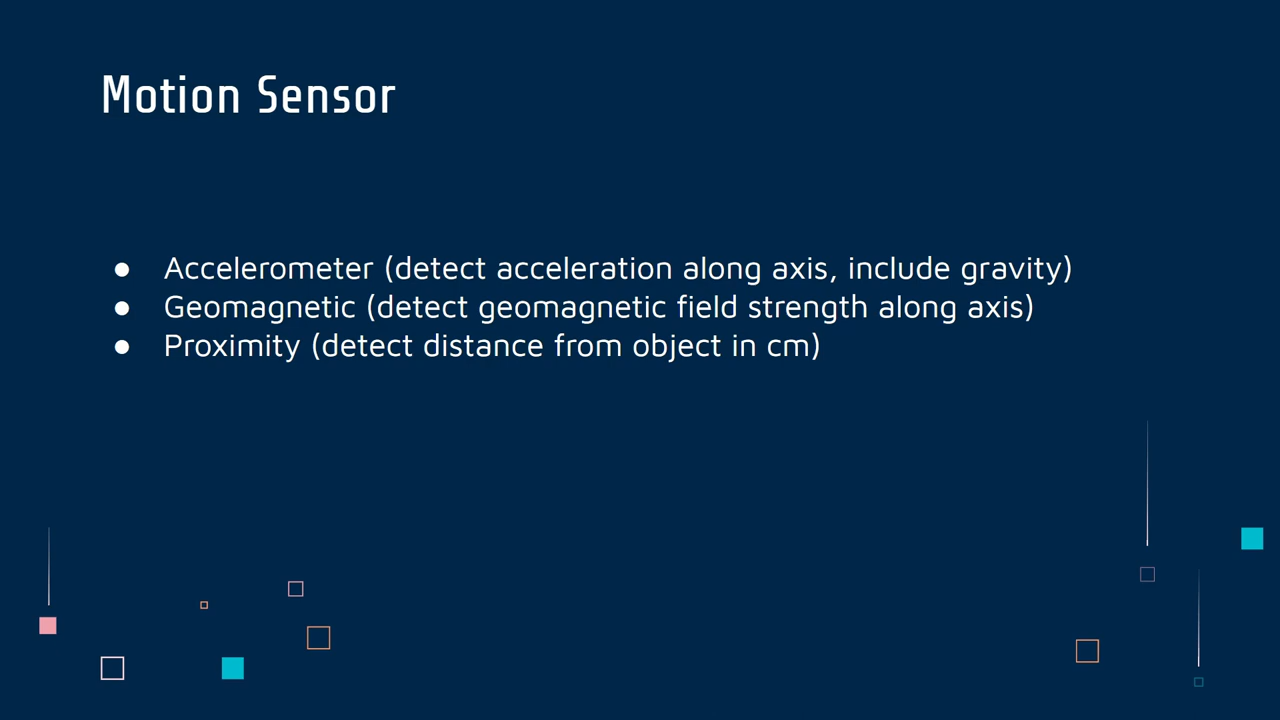 Motion Sensor
● Accelerometer (detect acceleration along axis, include gravity)
● Geomagnetic (detect geomagnetic field strength along axis)
● Proximity (detect distance from object in cm)